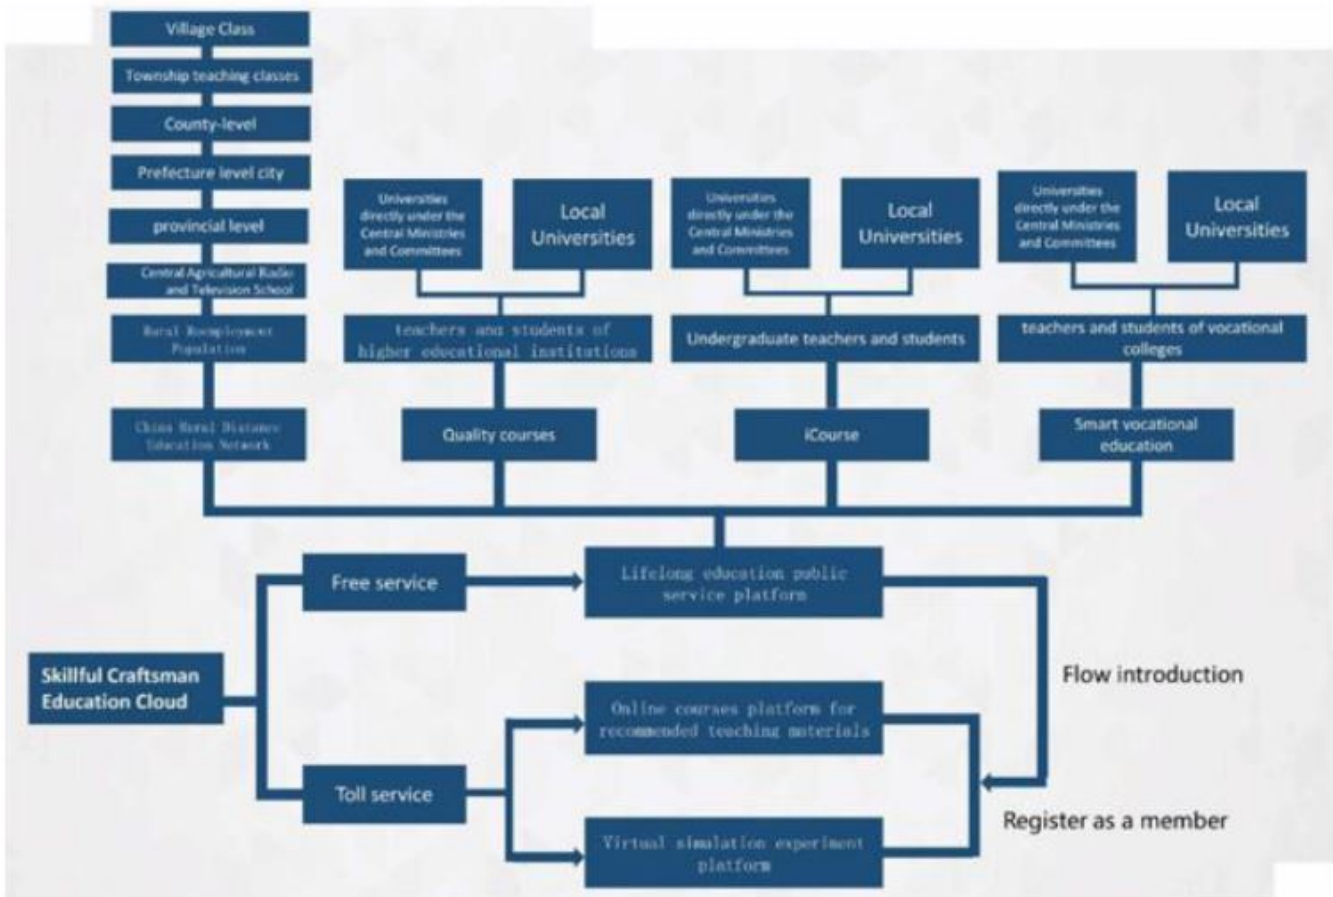 Village Class
Township teaching classes
County-level
Prefecture level city
provincial level
Central Agricultural Radio
and Television School
Rural Reemployment
Population
China Rural Distance
Education Network
Universities
directly under the
Central Ministries
and Committees
Local
Universities
teachers and students of
higher educational institutions
Quality courses
Universities
directly under the
Central Ministries
and Committees
Local
Universities
Undergraduate teachers and students
iCourse
Universities
directly under the
Central Ministries
and Committees
Local
Universities
teachers and students of vocational
colleges
Smart vocational
education
Skillful Craftsman
Education Cloud
Free service
Lifelong education public
service platform
Toll service
Online courses platform for
recommended teaching materials
Virtual simulation experiment
platform
Flow introduction
Register as a member